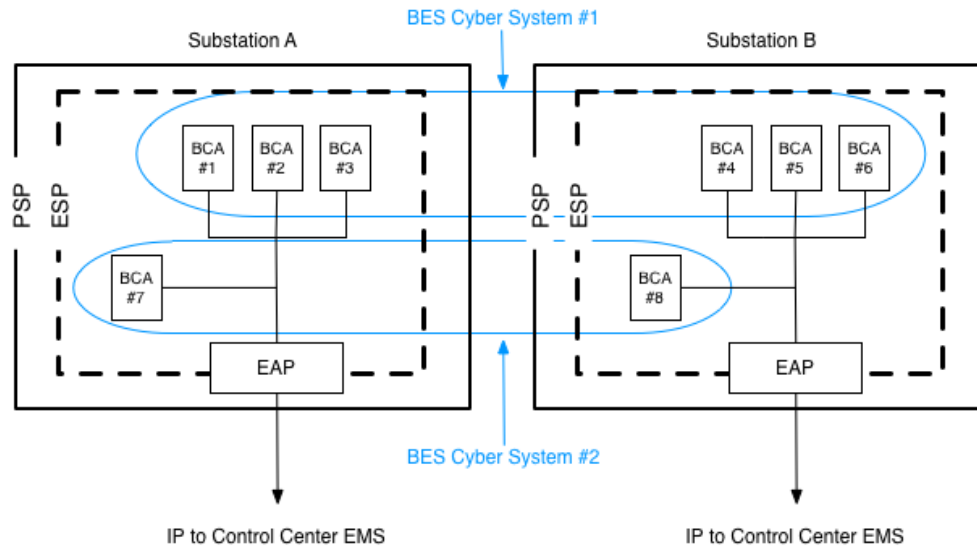 BES Cyber System #1
Substation A
Substation B
BCA
#1
BCA
#2
BCA
#3
BCA
#4
BCA
#5
BCA
#6
PSP
ESP
PSP
ESP
BCA
#7
BCA
#8
EAP
EAP
BES Cyber System #2
IP to Control Center EMS
IP to Control Center EMS